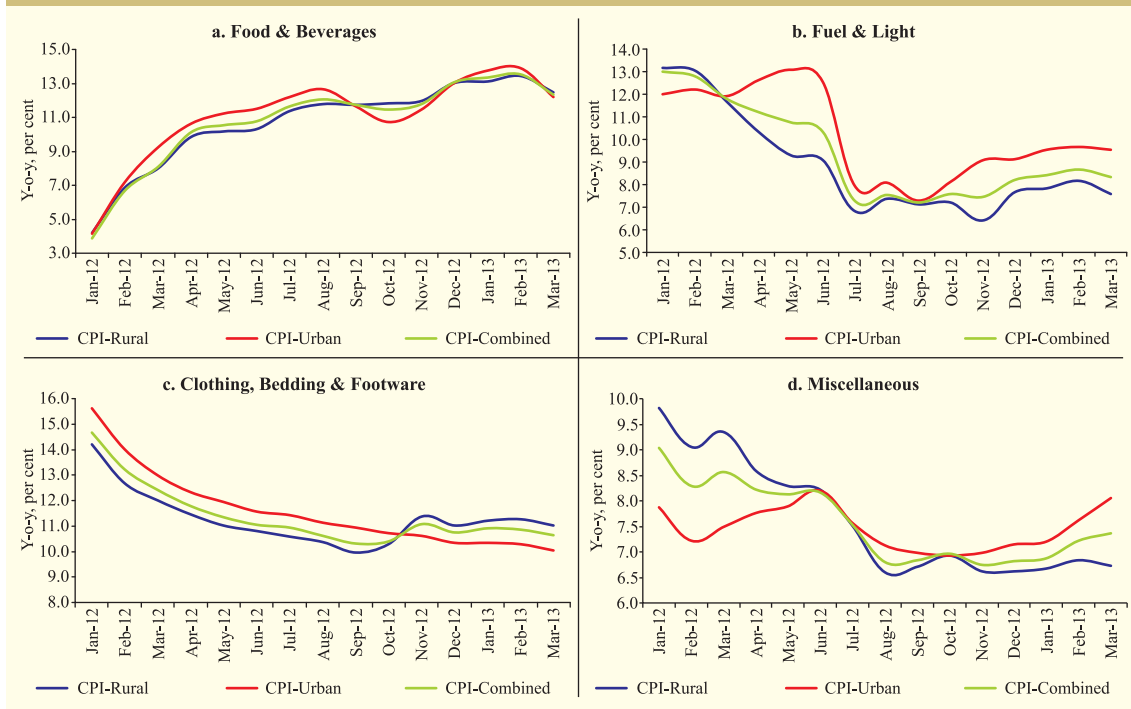 a. Food & Beverages
Y-o-y, per cent
15.0
13.0
11.0
9.0
7.0
5.0
3.0
Jan-12
Feb-12
Mar-12
Apr-12
May-12
Jun-12
Jul-12
Aug-12
Sep-12
Oct-12
Nov-12
Dec-12
Jan-13
Feb-13
Mar-13
CPI-Rural CPI-Urban CPI-Combined
b. Fuel & Light
Y-o-y, per cent
14.0
13.0
12.0
11.0
10.0
9.0
8.0
7.0
6.0
5.0
Jan-12
Feb-12
Mar-12
Apr-12
May-12
Jun-12
Jul-12
Aug-12
Sep-12
Oct-12
Nov-12
Dec-12
Jan-13
Feb-13
Mar-13
CPI-Rural CPI-Urban CPI-Combined
c. Clothing, Bedding & Footware
Y-o-y, per cent
16.0
15.0
14.0
13.0
12.0
11.0
10.0
9.0
8.0
Jan-12
Feb-12
Mar-12
Apr-12
May-12
Jun-12
Jul-12
Aug-12
Sep-12
Oct-12
Nov-12
Dec-12
Jan-13
Feb-13
Mar-13
CPI-Rural CPI-Urban CPI-Combined
d. Miscellaneous
Y-o-y, per cent
10.0
9.5
9.0
8.5
8.0
7.5
7.0
6.5
6.0
Jan-12
Feb-12
Mar-12
Apr-12
May-12
Jun-12
Jul-12
Aug-12
Sep-12
Oct-12
Nov-12
Dec-12
Jan-13
Feb-13
Mar-13
CPI-Rural CPI-Urban CPI-Combined